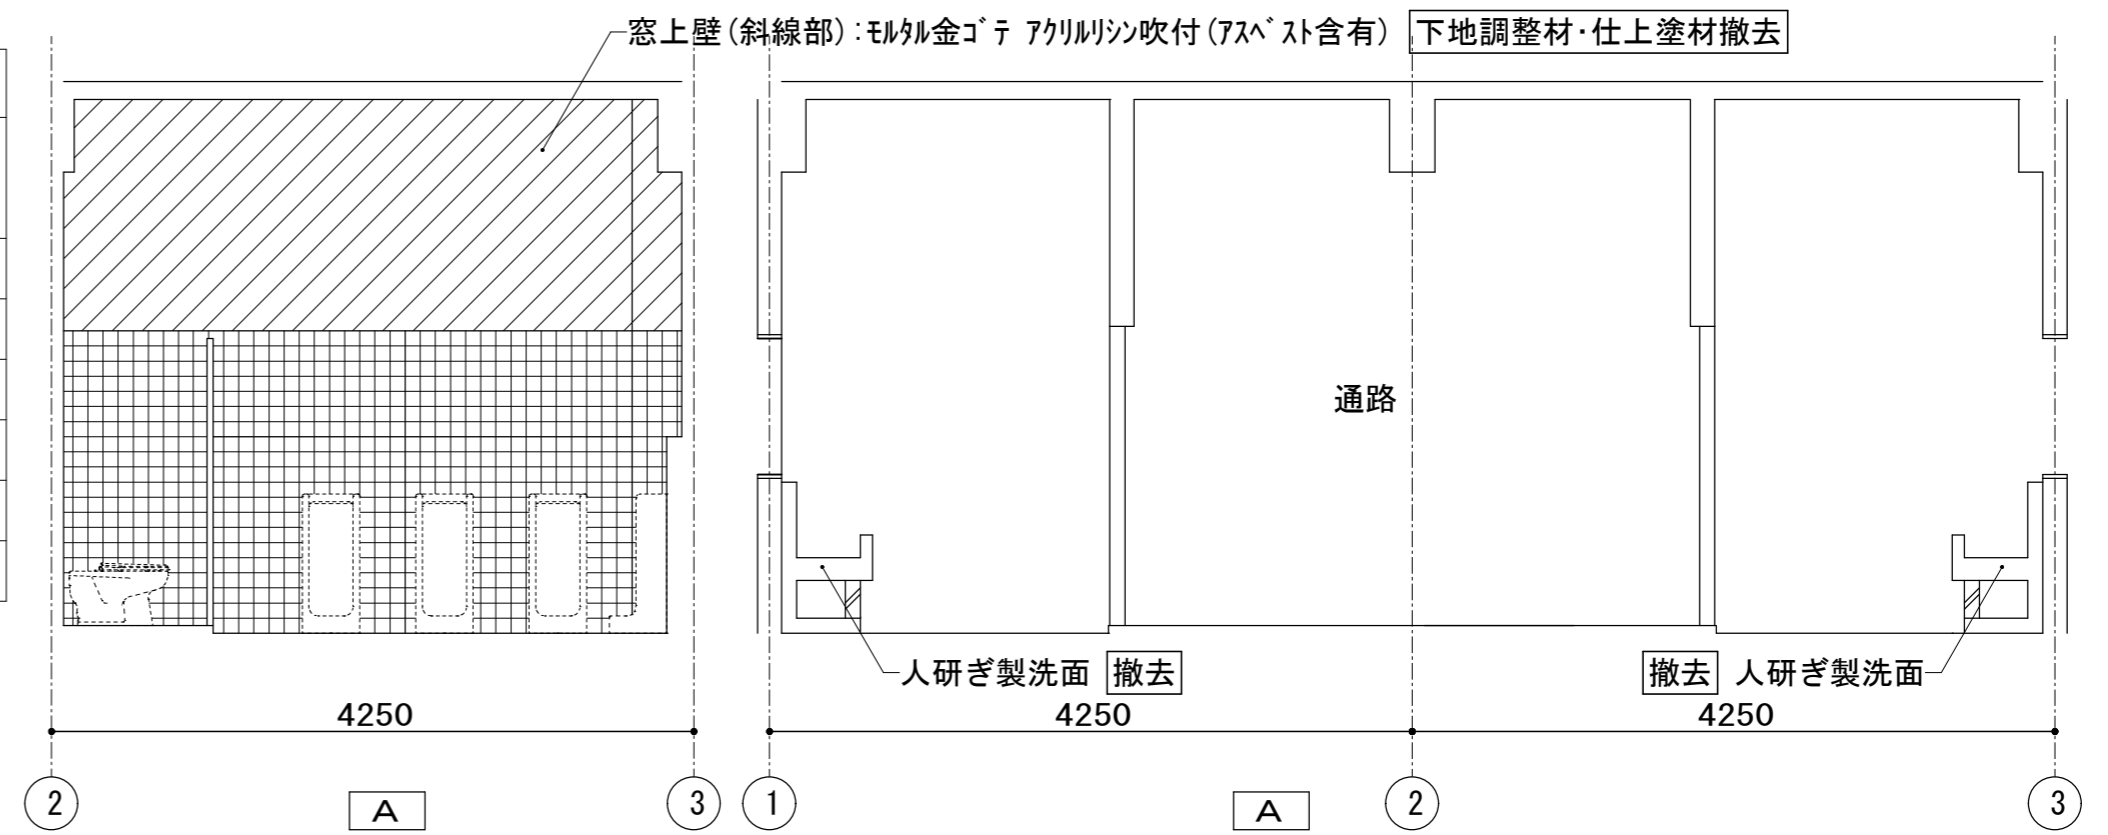 窓上壁(斜線部):ﾓﾙﾀﾙ金ｺﾞﾃ ｱｸﾘﾙﾘｼﾝ吹付(ｱｽﾍﾞｽﾄ含有) 下地調整材・仕上塗材撤去
通路
人研ぎ製洗面 撤去
撤去 人研ぎ製洗面
4250
4250
4250
2
A
3
1
A
2
3